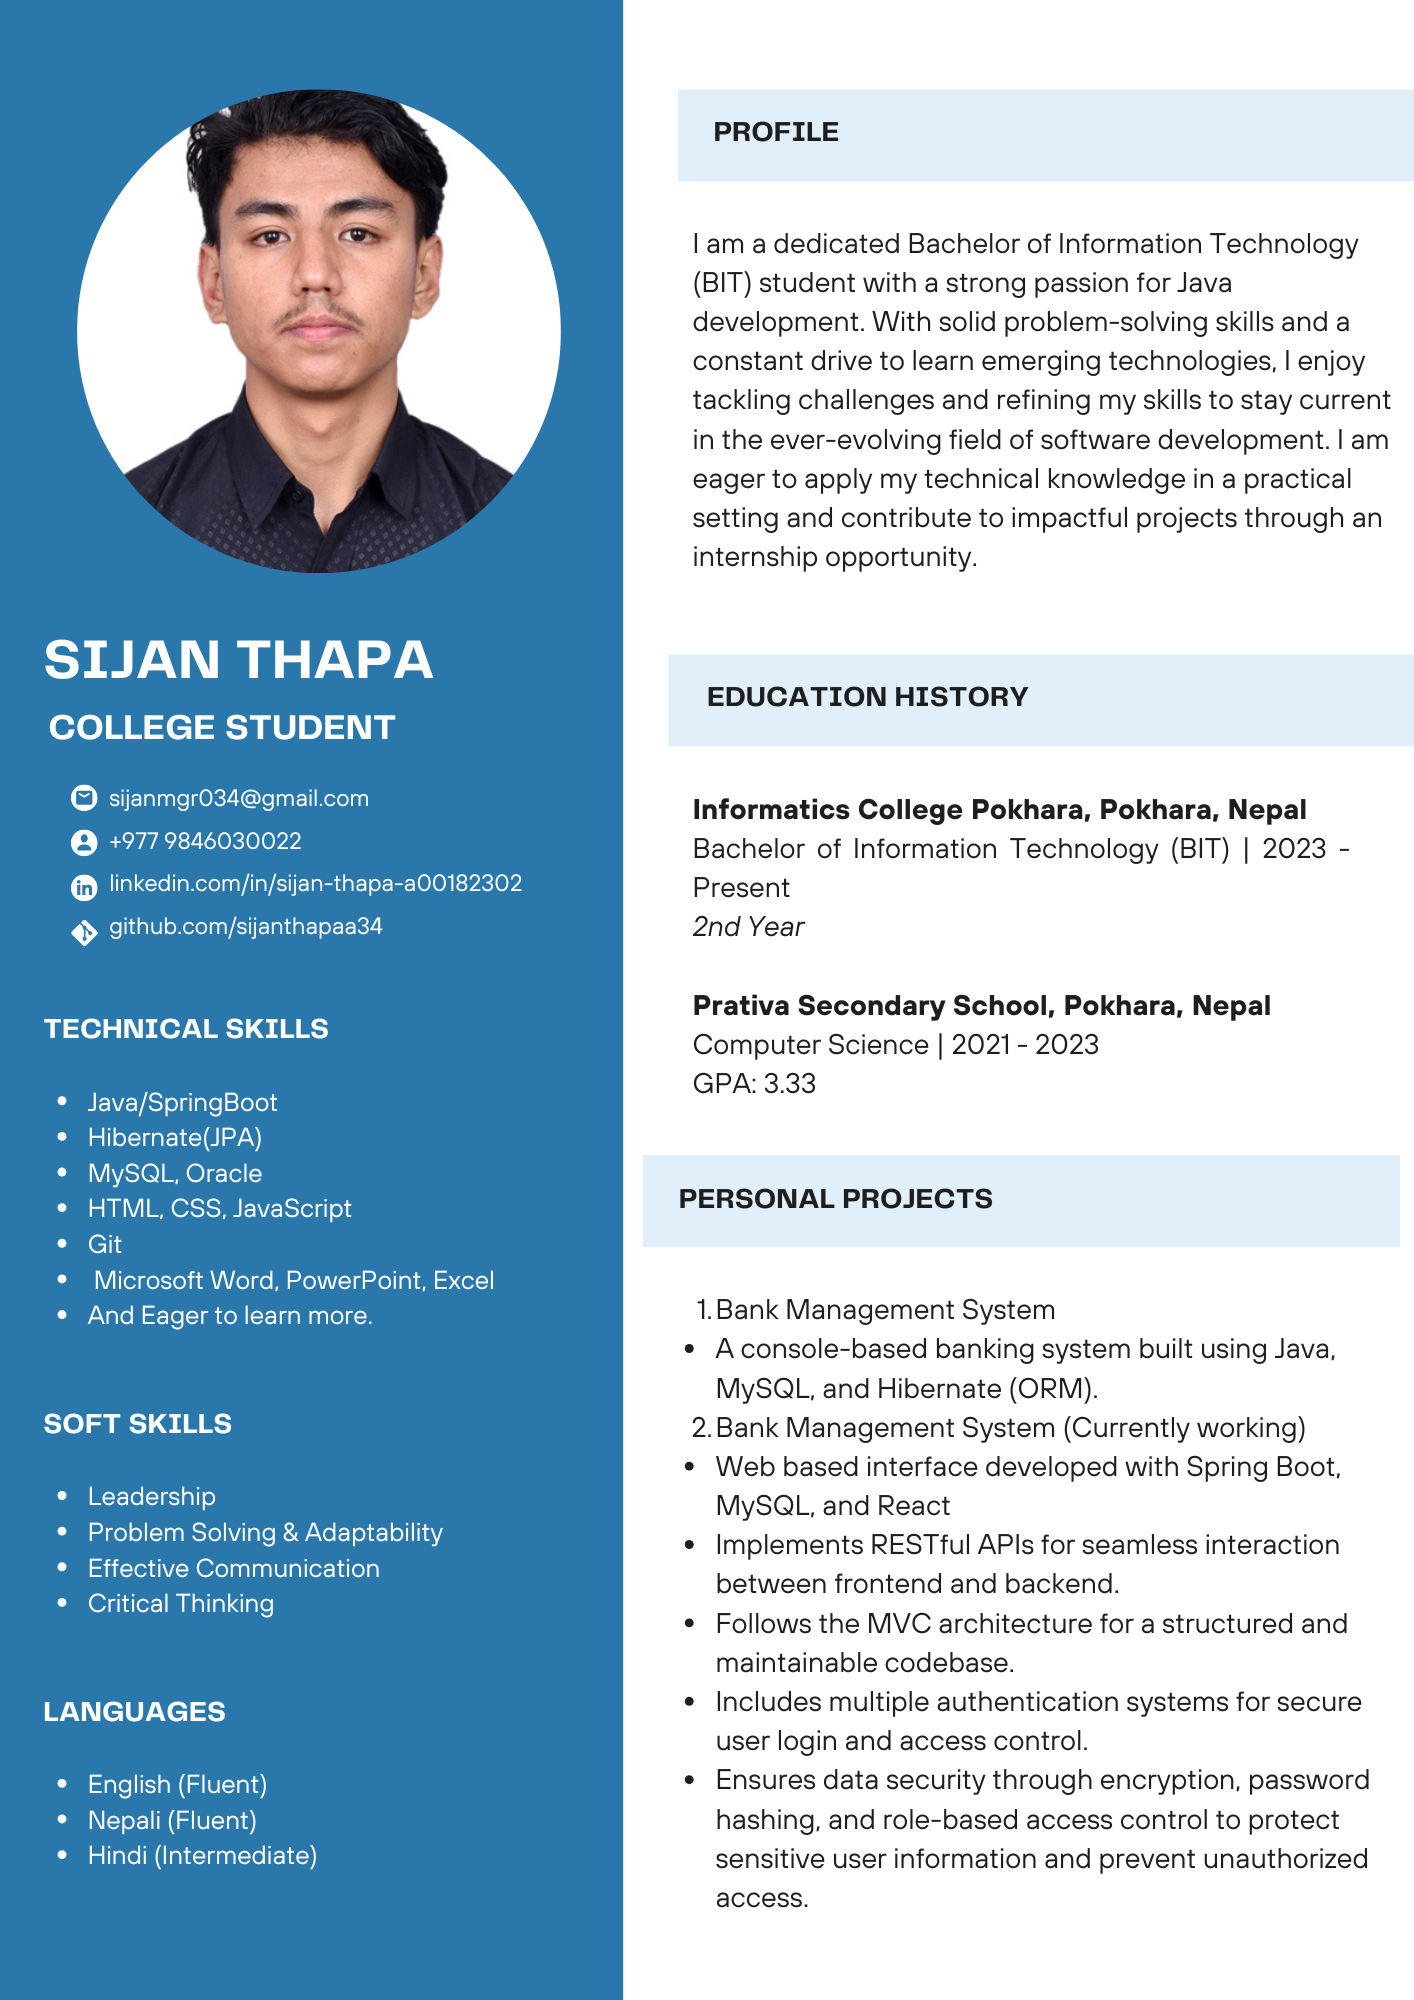 SIJAN THAPA
COLLEGE STUDENT
sijanmgr034@gmail.com
+977 9846030022
linkedin.com/in/sijan-thapa-a00182302
github.com/sijanthapaa34
TECHNICAL SKILLS
• Java/SpringBoot
• Hibernate(JPA)
• MySQL, Oracle
• HTML, CSS, JavaScript
• Git
• Microsoft Word, PowerPoint, Excel
• And Eager to learn more.
SOFT SKILLS
• Leadership
• Problem Solving & Adaptability
• Effective Communication
• Critical Thinking
LANGUAGES
• English (Fluent)
• Nepali (Fluent)
• Hindi (Intermediate)
PROFILE
I am a dedicated Bachelor of Information Technology
(BIT) student with a strong passion for Java
development. With solid problem-solving skills and a
constant drive to learn emerging technologies, I enjoy
tackling challenges and refining my skills to stay current
in the ever-evolving field of software development. I am
eager to apply my technical knowledge in a practical
setting and contribute to impactful projects through an
internship opportunity.
EDUCATION HISTORY
Informatics College Pokhara, Pokhara, Nepal
Bachelor of Information Technology (BIT) | 2023 -
Present
2nd Year
Prativa Secondary School, Pokhara, Nepal
Computer Science | 2021 - 2023
GPA: 3.33
PERSONAL PROJECTS
1. Bank Management System
• A console-based banking system built using Java,
MySQL, and Hibernate (ORM).
2. Bank Management System (Currently working)
• Web based interface developed with Spring Boot,
MySQL, and React
• Implements RESTful APIs for seamless interaction
between frontend and backend.
• Follows the MVC architecture for a structured and
maintainable codebase.
• Includes multiple authentication systems for secure
user login and access control.
• Ensures data security through encryption, password
hashing, and role-based access control to protect
sensitive user information and prevent unauthorized
access.